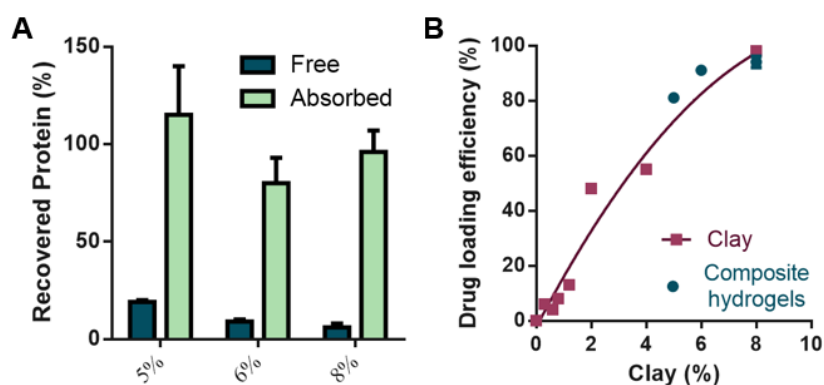 A
Recovered Protein (%)
150
100
50
0
Free
Absorbed
5%
6%
8%
B
Drug loading efficiency (%)
100
80
60
40
20
0
Clay
Composite
hydrogels
0
2
4
6
8
10
Clay (%)